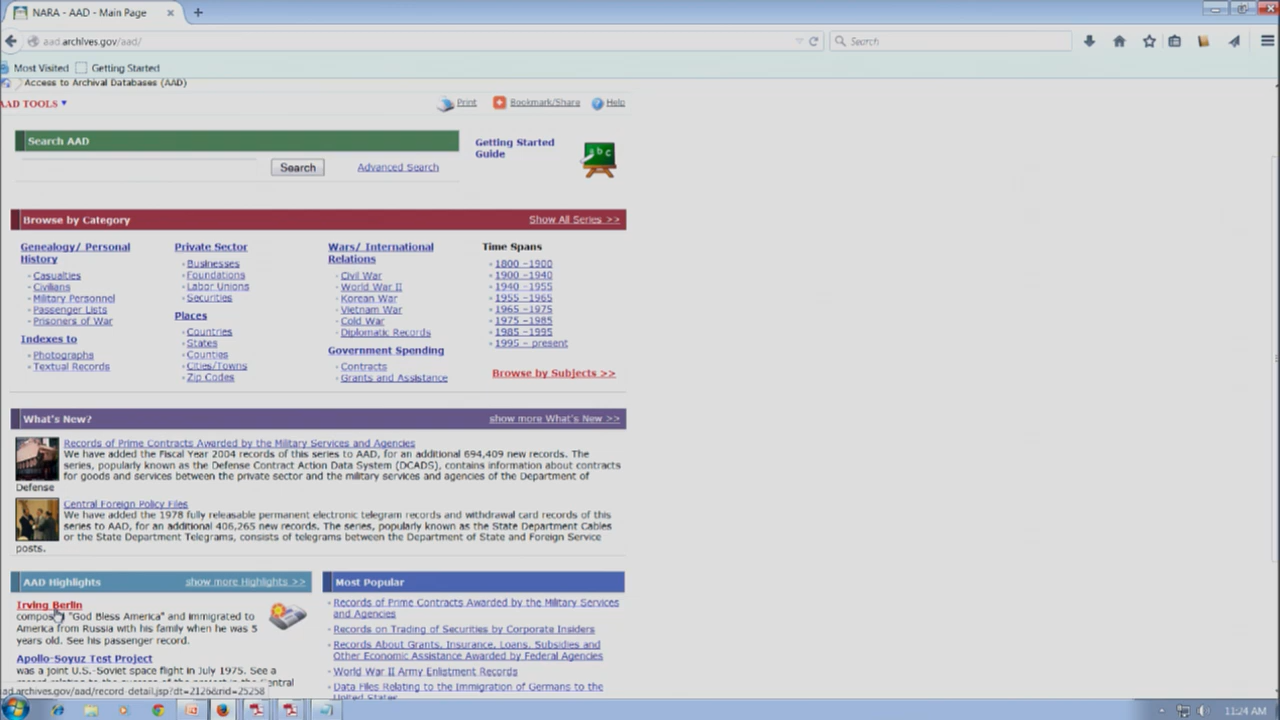 NARA - AAD - Main Page
aad.archives.gov/aad/
Search
Most Visited Getting Started
Access to Archival Databases (AAD)
AAD TOOLS
Print Bookmark/Share Help
Search AAD
Getting Started
Guide
Search Advanced Search
Browse by Category Show All Series >>
Genealogy/ Personal
History
Casualties
Civilians
Military Personnel
Passenger Lists
Prisoners of War
Indexes to
Photographs
Textual Records
Private Sector
Businesses
Foundations
Labor Unions
Securities
Places
Countries
States
Counties
Cities/Towns
Zip Codes
Wars/ International
Relations
Civil War
World War II
Korean War
Vietnam War
Cold War
Diplomatic Records
Government Spending
Contracts
Grants and Assistance
Time Spans
1800 -1900
1900 -1940
1940 -1955
1955 -1965
1965 -1975
1975 -1985
1985 -1995
1995 - present
Browse by Subjects >>
What's New? show more What's New >>
Records of Prime Contracts Awarded by the Military Services and Agencies
We have added the Fiscal Year 2004 records of this series to AAD, for an additional 694,409 new records. The
series, popularly known as the Defense Contract Action Data System (DCADS), contains information about contracts
for goods and services between the private sector and the military services and agencies of the Department of
Defense
Central Foreign Policy Files
We have added the 1978 fully releasable permanent electronic telegram records and withdrawal card records of this
series to AAD, for an additional 406,265 new records. The series, popularly known as the State Department Cables
or the State Department Telegrams, consists of telegrams between the Department of State and Foreign Service
posts.
AAD Highlights show more Highlights >>
Irving Berlin
"God Bless America" and immigrated to
America from Russia with his family when he was 5
years old. See his passenger record.
Apollo-Soyuz Test Project
was a joint U.S.-Soviet space flight in July 1975. See a
Central
Most Popular
Records of Prime Contracts Awarded by the Military Services
and Agencies
Records on Trading of Securities by Corporate Insiders
Records About Grants, Insurance, Loans, Subsidies and
Other Economic Assistance Awarded by Federal Agencies
World War II Army Enlistment Records
Data Files Relating to the Immigration of Germans to the
United States
ad.archives.gov/aad/record-detail.jsp?dt=2126&rid=25258
11:24 AM